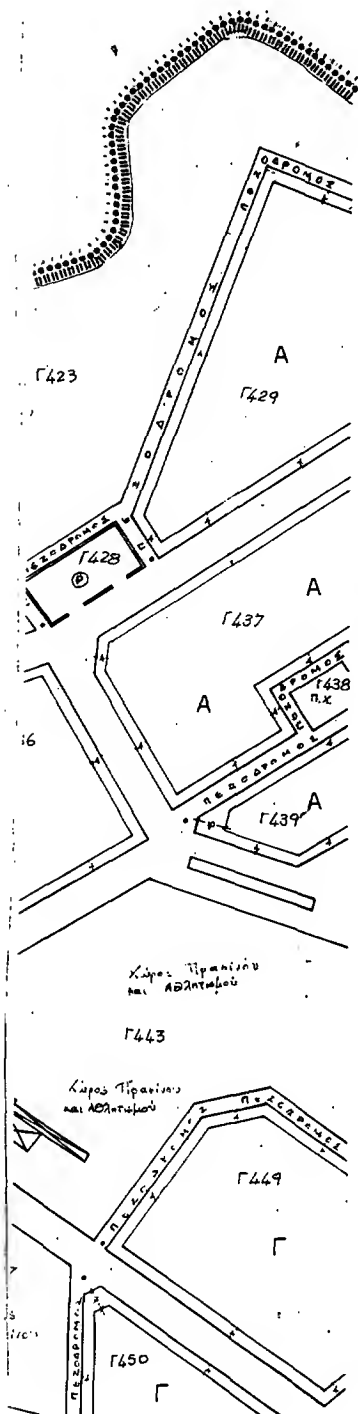 ΠΕΖΟΔΡΟΜΟΣ
Α
Γ423
Γ429
ΠΕΖΟΔΡΟΜΟΣ
Γ428
P
Α
Γ437
ΠΕΖΟΔΡΟΜΟΣ
Γ438
Π.Χ
Α
ΠΕΖΟΔΡΟΜΟΣ
Α
Γ439
Χώρος Πρασίνου
και Αθλητισμού
Γ443
Χώρος Πρασίνου
και Αθλητισμού
ΠΕΖΟΔΡΟΜΟΣ
ΠΕΖΟΔΡΟΜΟΣ
Γ449
Γ
ΠΕΖΟΔΡΟΜΟΣ
Γ450
Γ